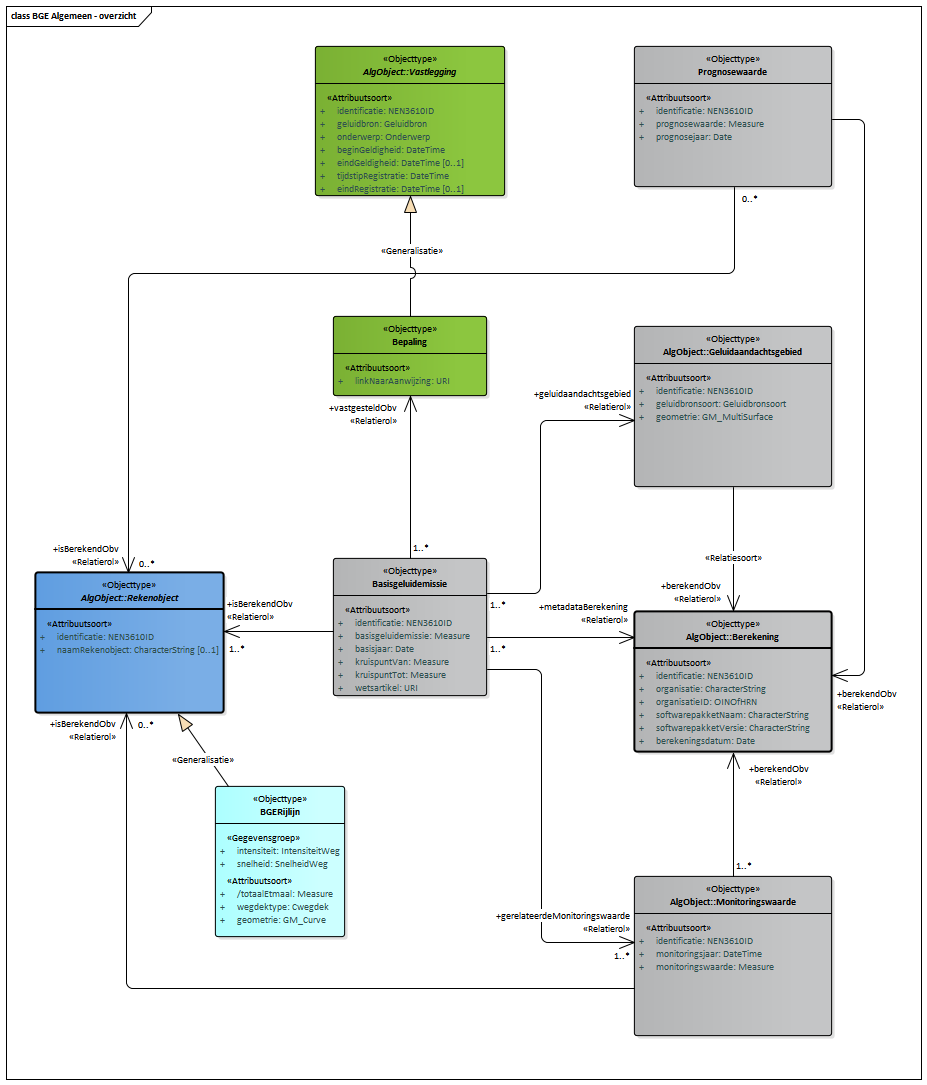 class BGE Algemeen - overzicht
«Objecttype»
AlgObject::Vastlegging
«Attribuutsoort»
+ identificatie: NEN3610ID
+ geluidbron: Geluidbron
+ onderwerp: Onderwerp
+ beginGeldigheid: DateTime
+ eindGeldigheid: DateTime [0..1]
+ tijdstipRegistratie: DateTime
+ eindRegistratie: DateTime [0..1]
«Objecttype»
Prognosewaarde
«Attribuutsoort»
+ identificatie: NEN3610ID
+ prognosewaarde: Measure
+ prognosejaar: Date
0..*
«Generalisatie»
«Objecttype»
Bepaling
«Attribuutsoort»
+ linkNaarAanwijzing: URI
+vastgesteldObv
«Relatierol»
«Objecttype»
AlgObject::Geluidaandachtsgebied
«Attribuutsoort»
+ identificatie: NEN3610ID
+ geluidbronsoort: Geluidbronsoort
+ geometrie: GM_MultiSurface
+geluidaandachtsgebied
«Relatierol»
1..*
+isBerekendObv
«Relatierol»
0..*
«Relatiesoort»
+berekendObv
«Relatierol»
«Objecttype»
AlgObject::Rekenobject
«Attribuutsoort»
+ identificatie: NEN3610ID
+ naamRekenobject: CharacterString [0..1]
+isBerekendObv
«Relatierol»
1..*
«Objecttype»
Basisgeluidemissie
«Attribuutsoort»
+ identificatie: NEN3610ID
+ basisgeluidemissie: Measure
+ basisjaar: Date
+ kruispuntVan: Measure
+ kruispuntTot: Measure
+ wetsartikel: URI
1..*
+metadataBerekening
«Relatierol»
1..*
«Objecttype»
AlgObject::Berekening
«Attribuutsoort»
+ identificatie: NEN3610ID
+ organisatie: CharacterString
+ organisatieID: OINOfHRN
+ softwarepakketNaam: CharacterString
+ softwarepakketVersie: CharacterString
+ berekeningsdatum: Date
+berekendObv
«Relatierol»
+isBerekendObv
«Relatierol»
0..*
«Generalisatie»
+berekendObv
«Relatierol»
«Objecttype»
BGERijlijn
«Gegevensgroep»
+ intensiteit: IntensiteitWeg
+ snelheid: SnelheidWeg
«Attribuutsoort»
+ /totaalEtmaal: Measure
+ wegdektype: Cwegdek
+ geometrie: GM_Curve
1..*
+gerelateerdeMonitoringswaarde
«Relatierol»
1..*
«Objecttype»
AlgObject::Monitoringswaarde
«Attribuutsoort»
+ identificatie: NEN3610ID
+ monitoringsjaar: DateTime
+ monitoringswaarde: Measure